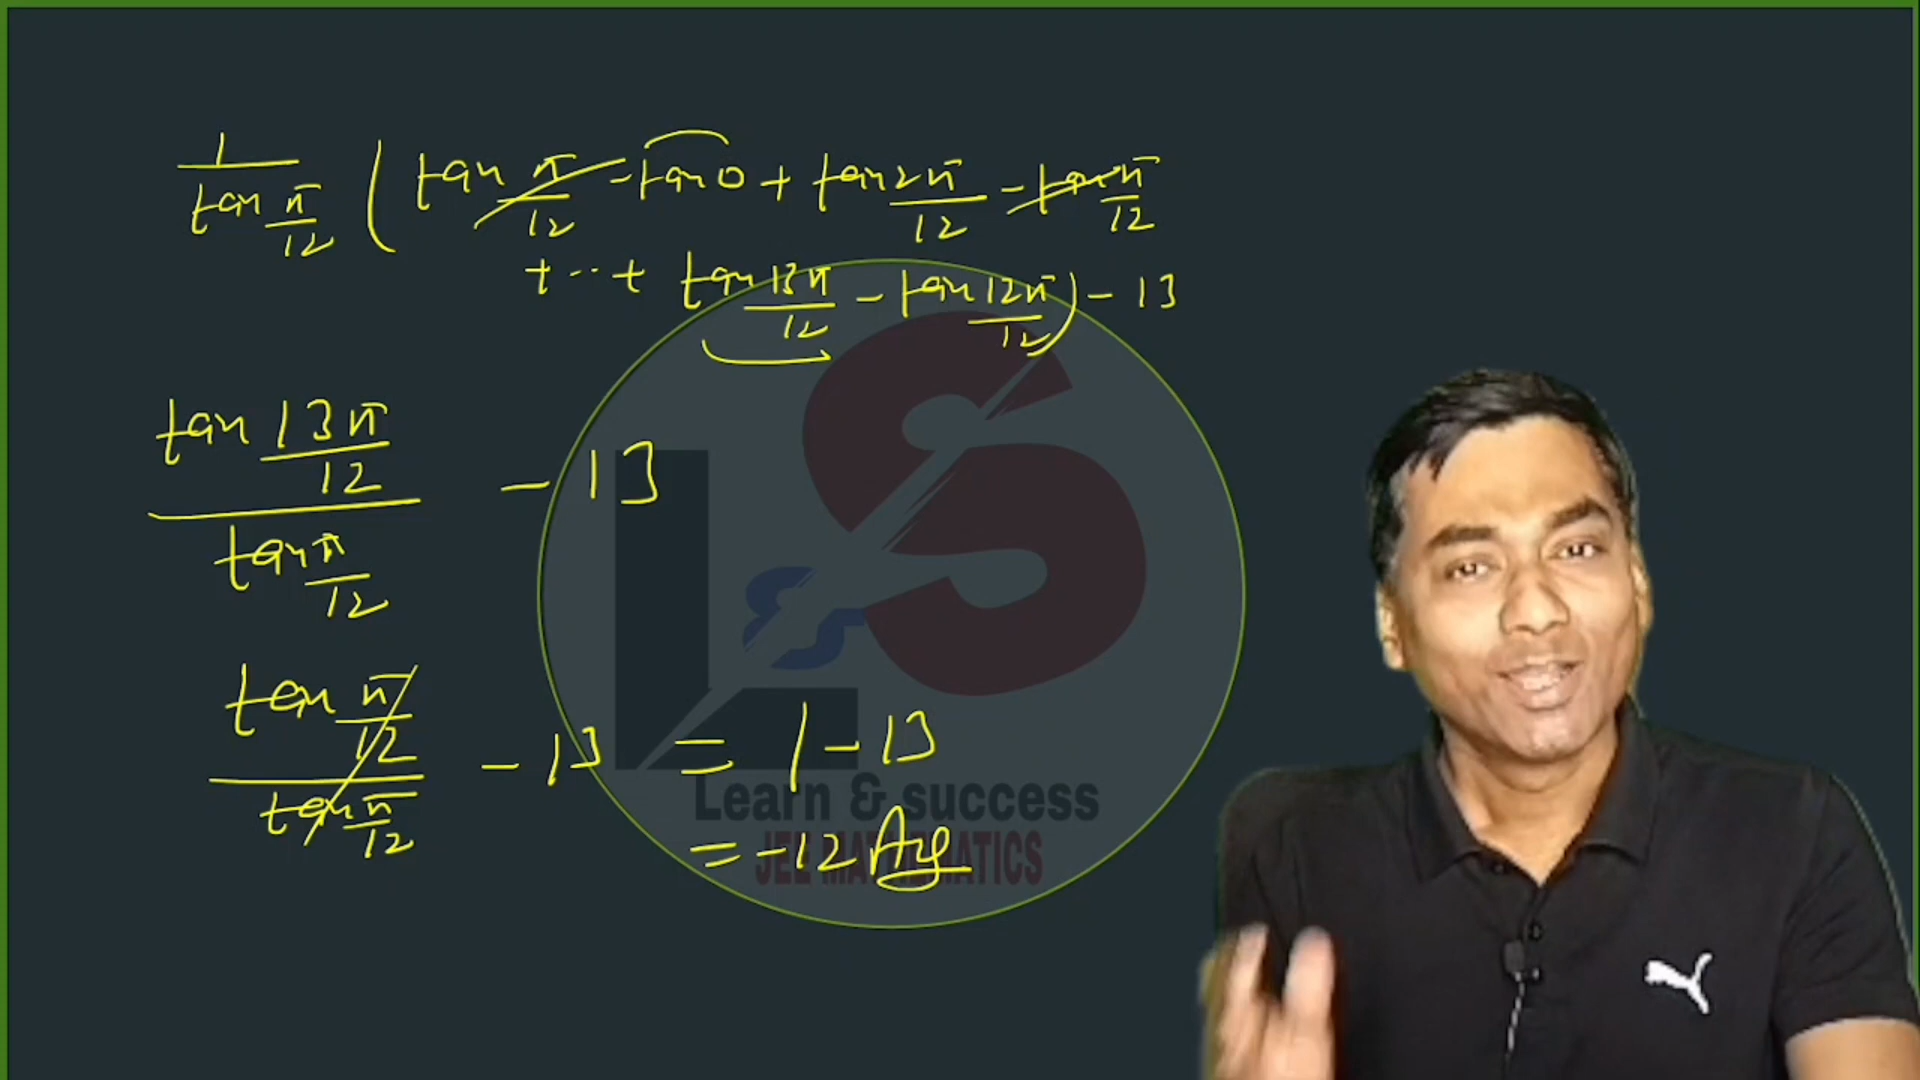 1/tan π/12 ( tan π/12 - tan 0 + tan 2π/12 - tan π/12
+ ... + tan 13π/12 - tan 12π/12 ) - 13
tan 13π/12 / tan π/12 - 13
tan π/12 / tan π/12 - 13 = 1 - 13
= -12 Ans
Learn & success
JEE MATHEMATICS
LS